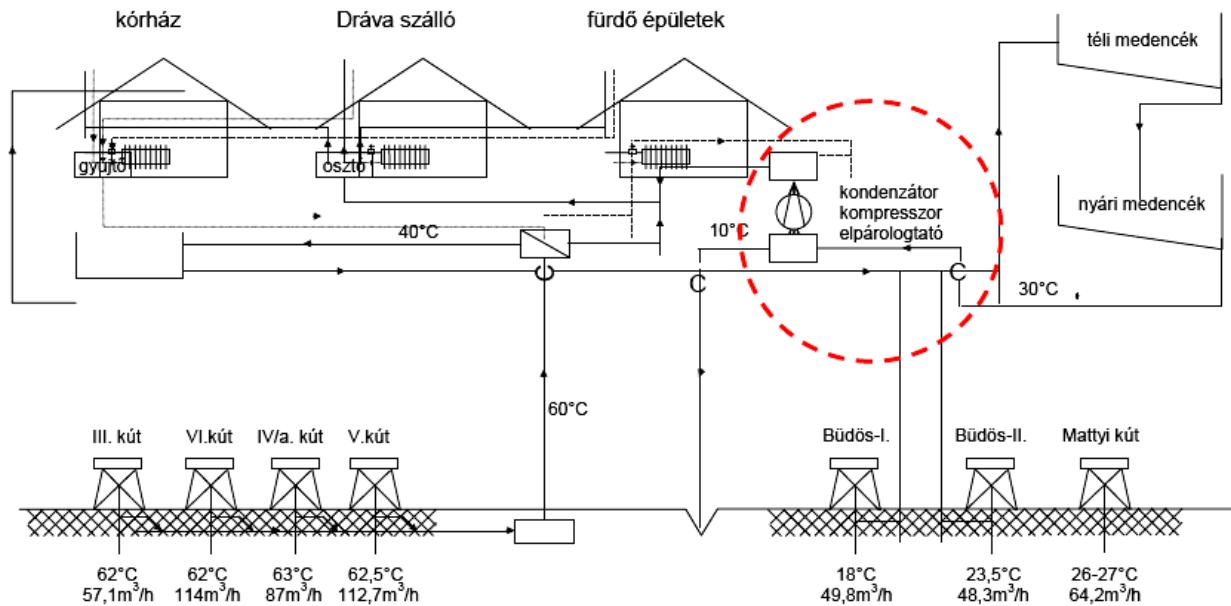 kórház
Dráva szálló
fürdő épületek
téli medencék
gyűjtő
osztó
kondenzátor
kompresszor
elpárologtató
nyári medencék
40°C
10°C
30°C
60°C
III. kút
VI.kút
IV/a. kút
V.kút
Büdös-I.
Büdös-II.
Mattyi kút
62°C
57,1m³/h
62°C
114m³/h
63°C
87m³/h
62,5°C
112,7m³/h
18°C
49,8m³/h
23,5°C
48,3m³/h
26-27°C
64,2m³/h